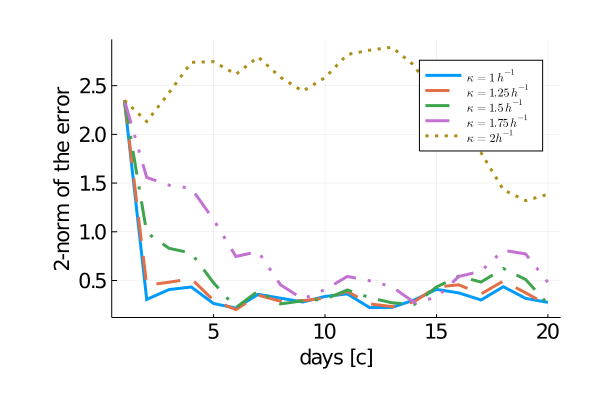 2-norm of the error
2.5
2.0
1.5
1.0
0.5
5
10
15
20
days [c]
κ = 1 h⁻¹
κ = 1.25 h⁻¹
κ = 1.5 h⁻¹
κ = 1.75 h⁻¹
κ = 2h⁻¹